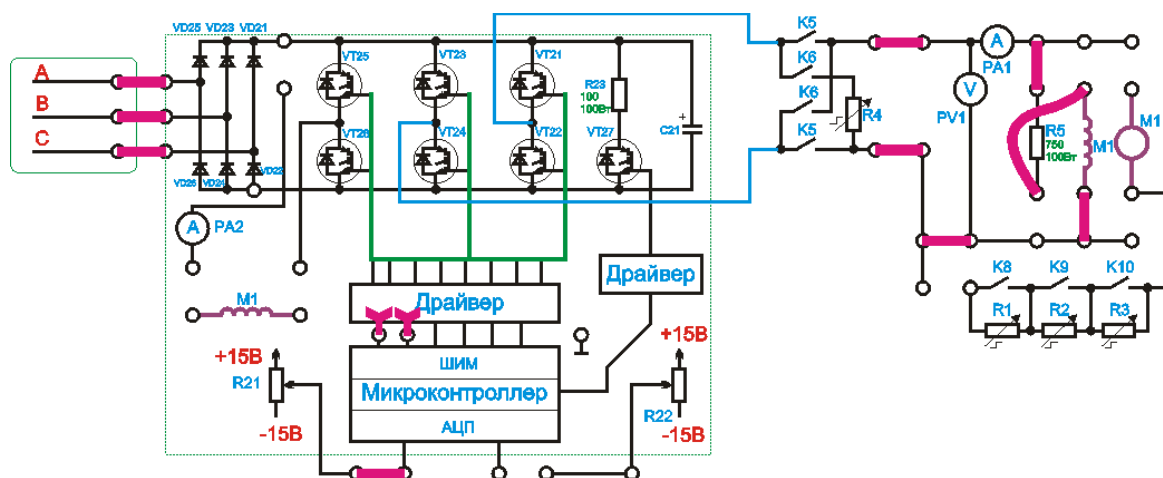 VD25 VD23 VD21
A
B
C
VT25
VT23
VT21
R23
100
100Вт
C21
VT26
VT24
VT22
VT27
VD26
VD24
VD22
K5
K6
K6
K5
R4
A
PA1
V
PV1
R5
750
100Вт
M1
M1
A
PA2
M1
Драйвер
Драйвер
K8
K9
K10
R1
R2
R3
+15В
R21
-15В
ШИМ
Микроконтроллер
АЦП
+15В
R22
-15В